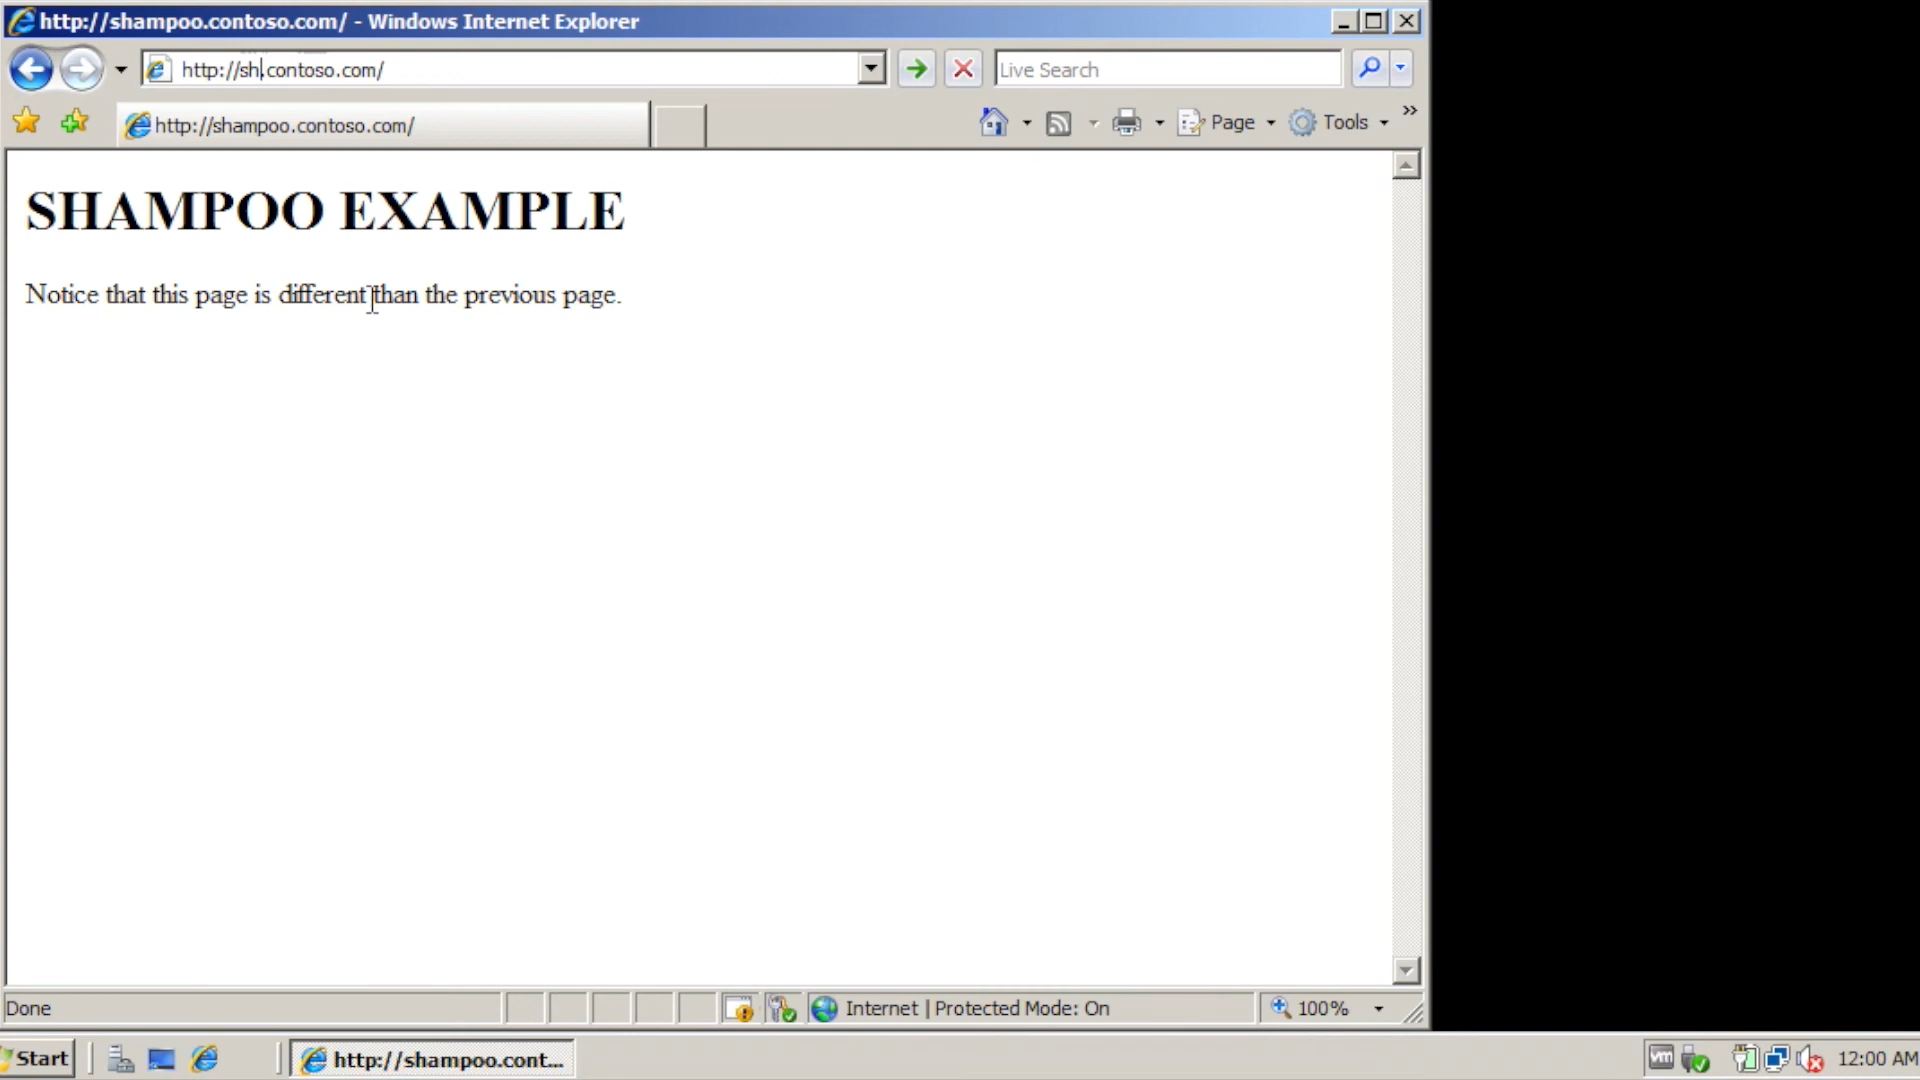 http://shampoo.contoso.com/ - Windows Internet Explorer
http://sh.contoso.com/
Live Search
http://shampoo.contoso.com/
Page
Tools
SHAMPOO EXAMPLE
Notice that this page is different than the previous page.
Done
Internet | Protected Mode: On
100%
Start
http://shampoo.cont...
vm
12:00 AM